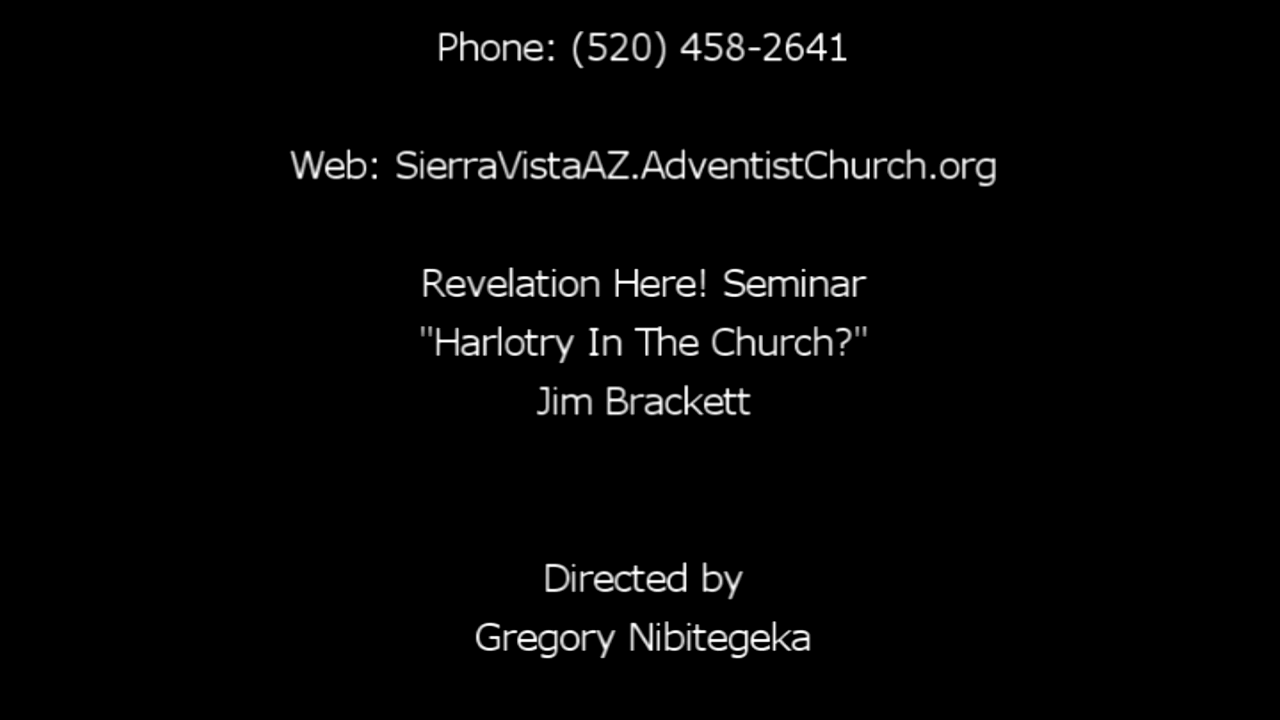 Phone: (520) 458-2641
Web: SierraVistaAZ.AdventistChurch.org
Revelation Here! Seminar
"Harlotry In The Church?"
Jim Brackett
Directed by
Gregory Nibitegeka